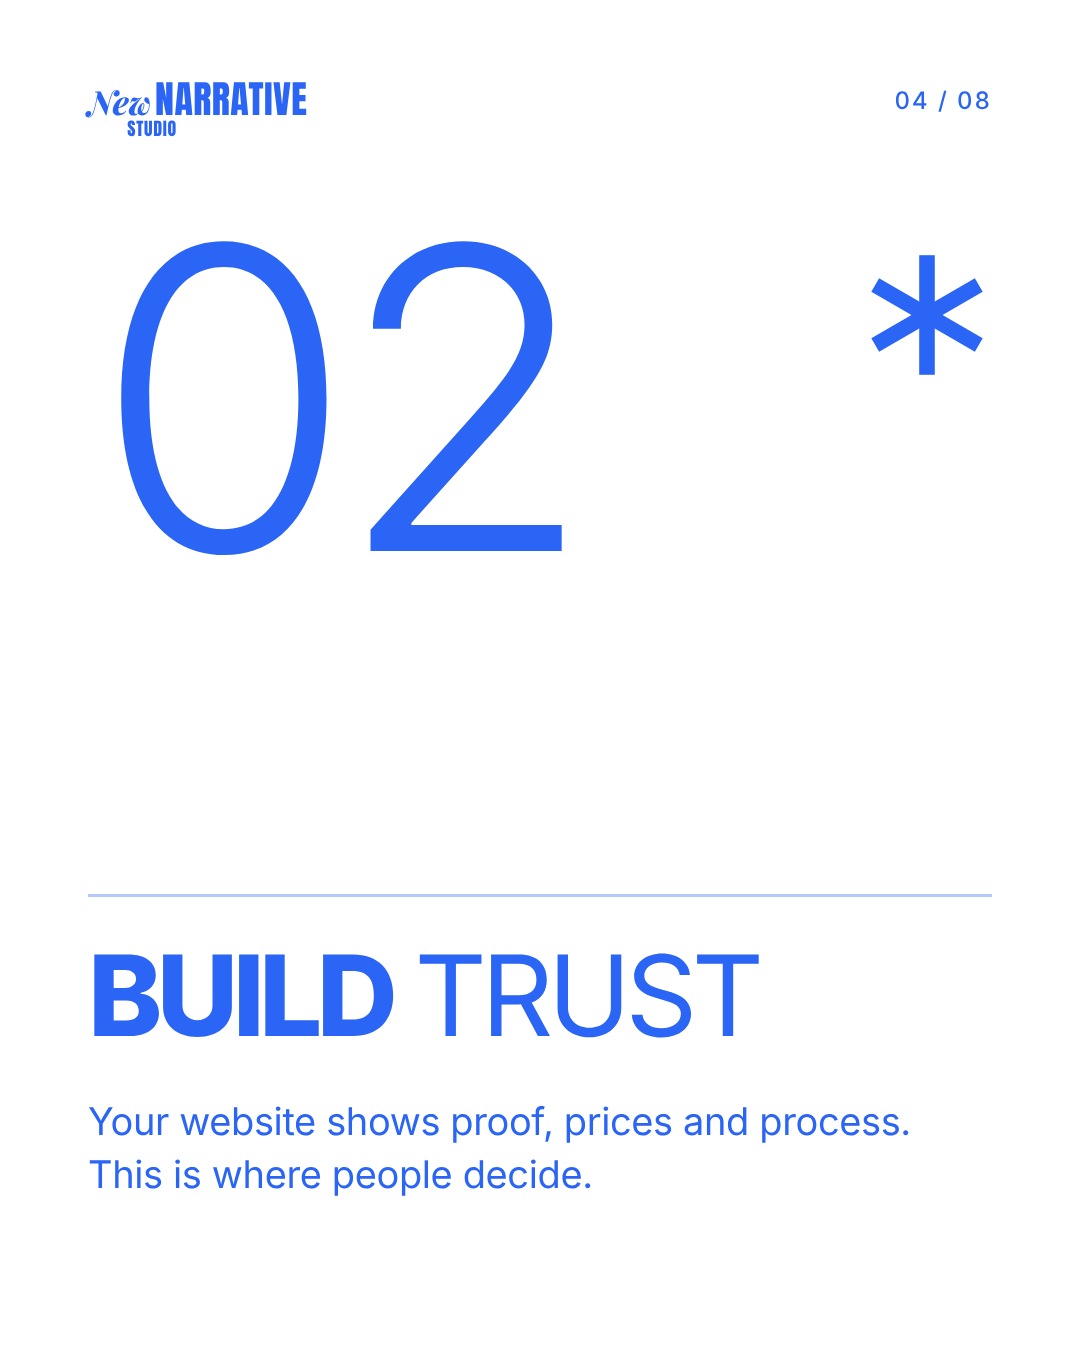 New NARRATIVE
STUDIO
04 / 08
02 *
BUILD TRUST
Your website shows proof, prices and process.
This is where people decide.